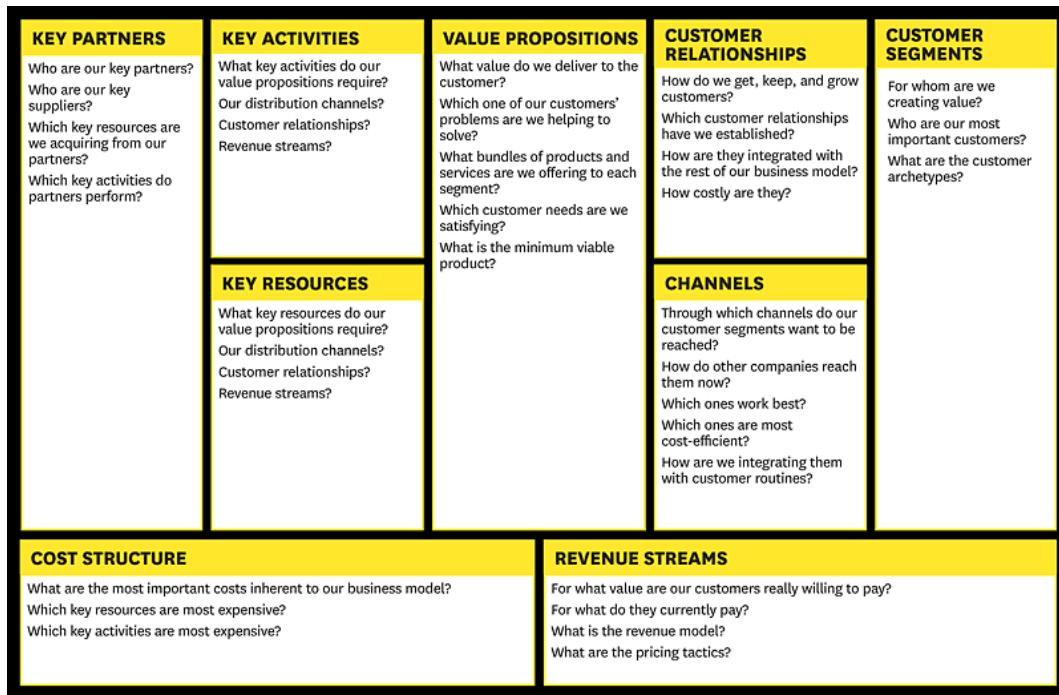 KEY PARTNERS
Who are our key partners?
Who are our key
suppliers?
Which key resources are
we acquiring from our
partners?
Which key activities do
partners perform?
KEY ACTIVITIES
What key activities do our
value propositions require?
Our distribution channels?
Customer relationships?
Revenue streams?
KEY RESOURCES
What key resources do our
value propositions require?
Our distribution channels?
Customer relationships?
Revenue streams?
VALUE PROPOSITIONS
What value do we deliver to the
customer?
Which one of our customers’
problems are we helping to
solve?
What bundles of products and
services are we offering to each
segment?
Which customer needs are we
satisfying?
What is the minimum viable
product?
CUSTOMER
RELATIONSHIPS
How do we get, keep, and grow
customers?
Which customer relationships
have we established?
How are they integrated with
the rest of our business model?
How costly are they?
CHANNELS
Through which channels do our
customer segments want to be
reached?
How do other companies reach
them now?
Which ones work best?
Which ones are most
cost-efficient?
How are we integrating them
with customer routines?
CUSTOMER
SEGMENTS
For whom are we
creating value?
Who are our most
important customers?
What are the customer
archetypes?
COST STRUCTURE
What are the most important costs inherent to our business model?
Which key resources are most expensive?
Which key activities are most expensive?
REVENUE STREAMS
For what value are our customers really willing to pay?
For what do they currently pay?
What is the revenue model?
What are the pricing tactics?